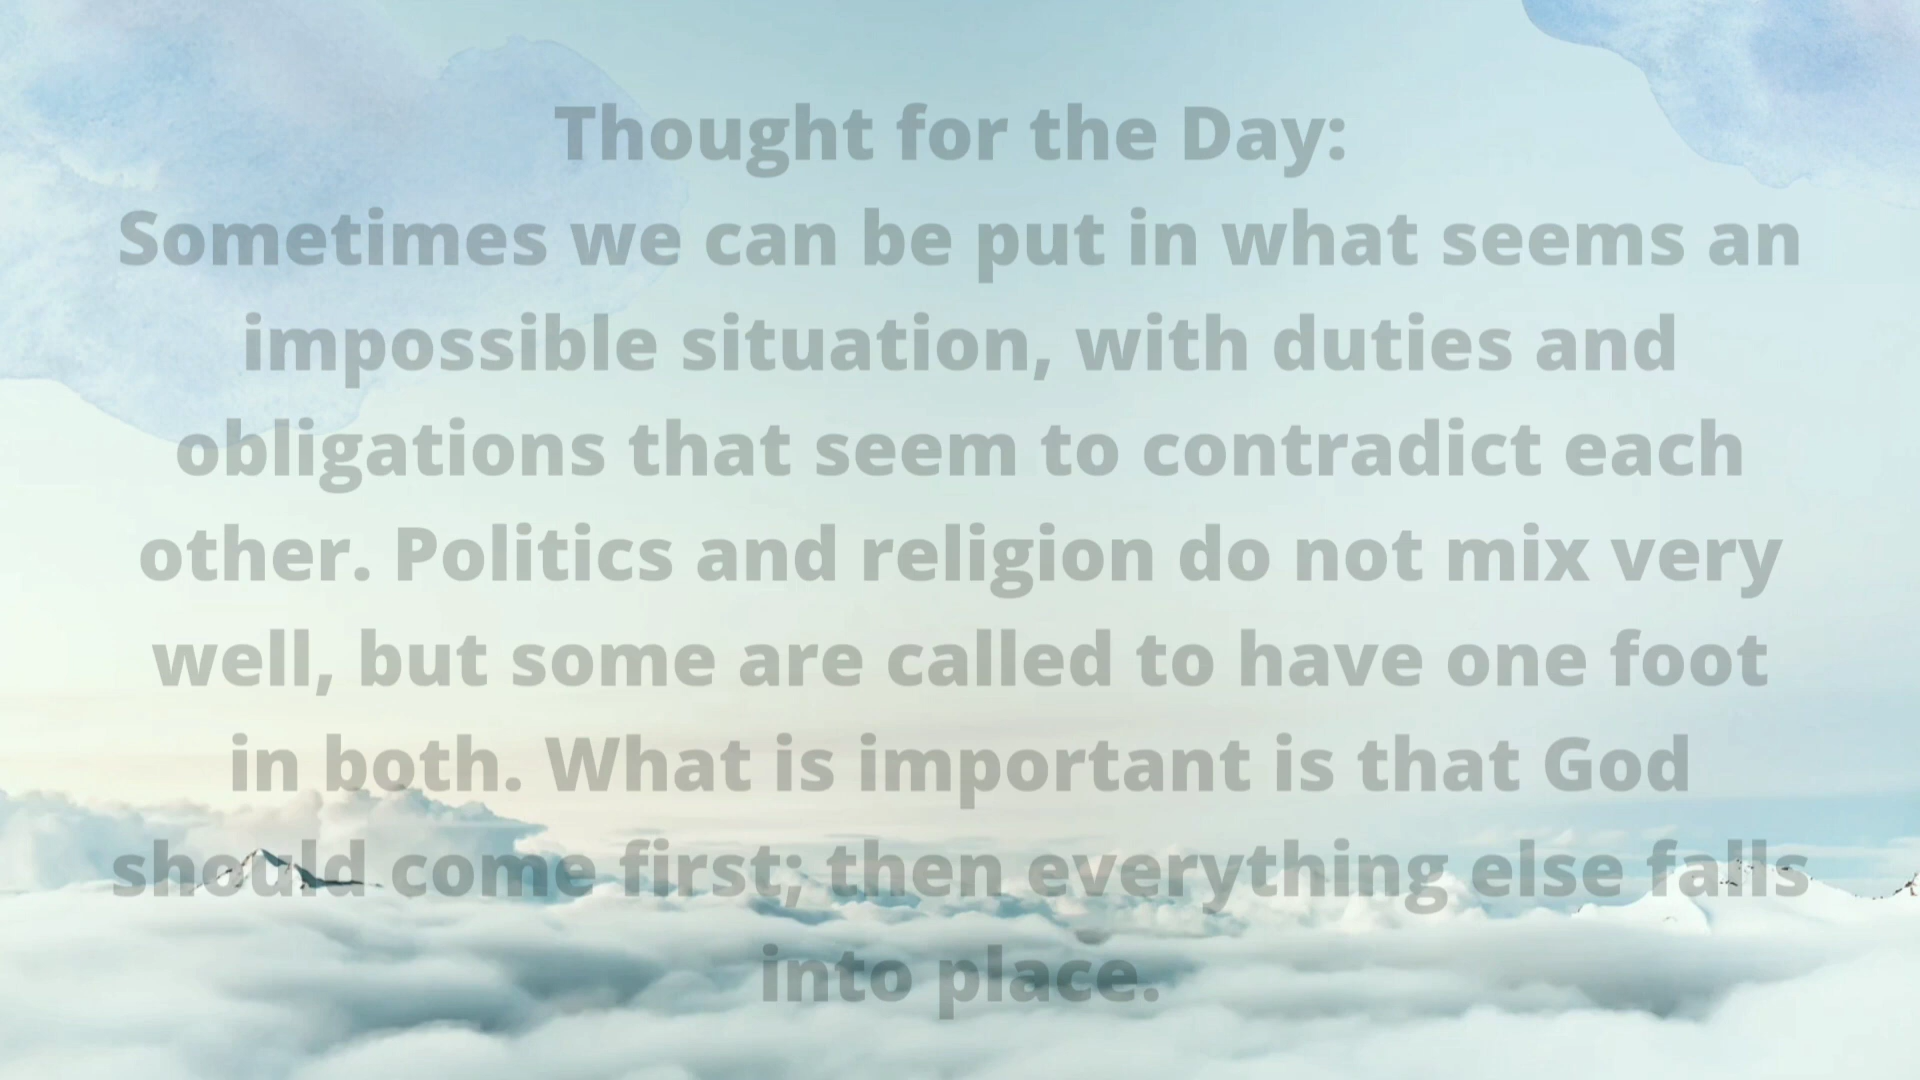 Thought for the Day:
Sometimes we can be put in what seems an
impossible situation, with duties and
obligations that seem to contradict each
other. Politics and religion do not mix very
well, but some are called to have one foot
in both. What is important is that God
should come first; then everything else falls
into place.